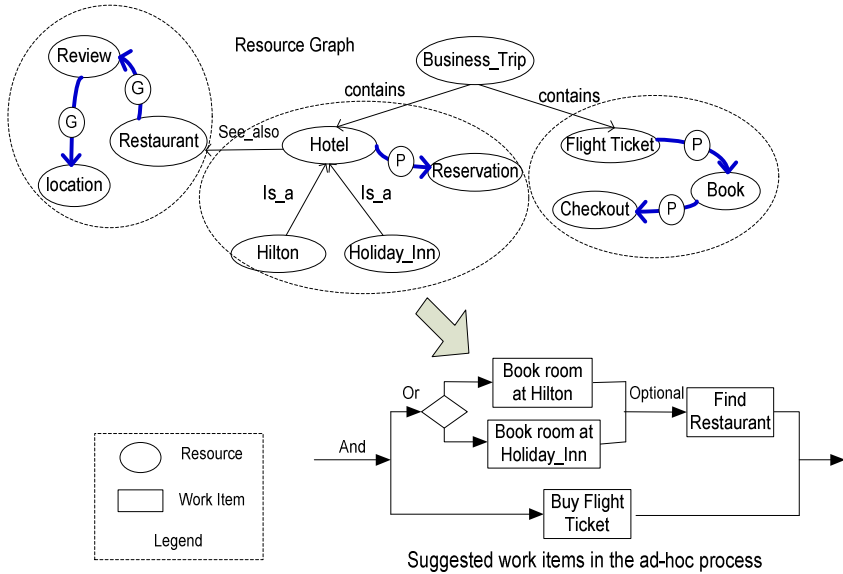 Resource Graph
Review
G
G
Restaurant
location
Business_Trip
contains
contains
See_also
Hotel
P
Reservation
Is_a
Is_a
Hilton
Holiday_Inn
Flight Ticket
P
Book
P
Checkout
Or
Book room
at Hilton
Optional
Find
Restaurant
Book room at
Holiday_Inn
And
Buy Flight
Ticket
Resource
Work Item
Legend
Suggested work items in the ad-hoc process